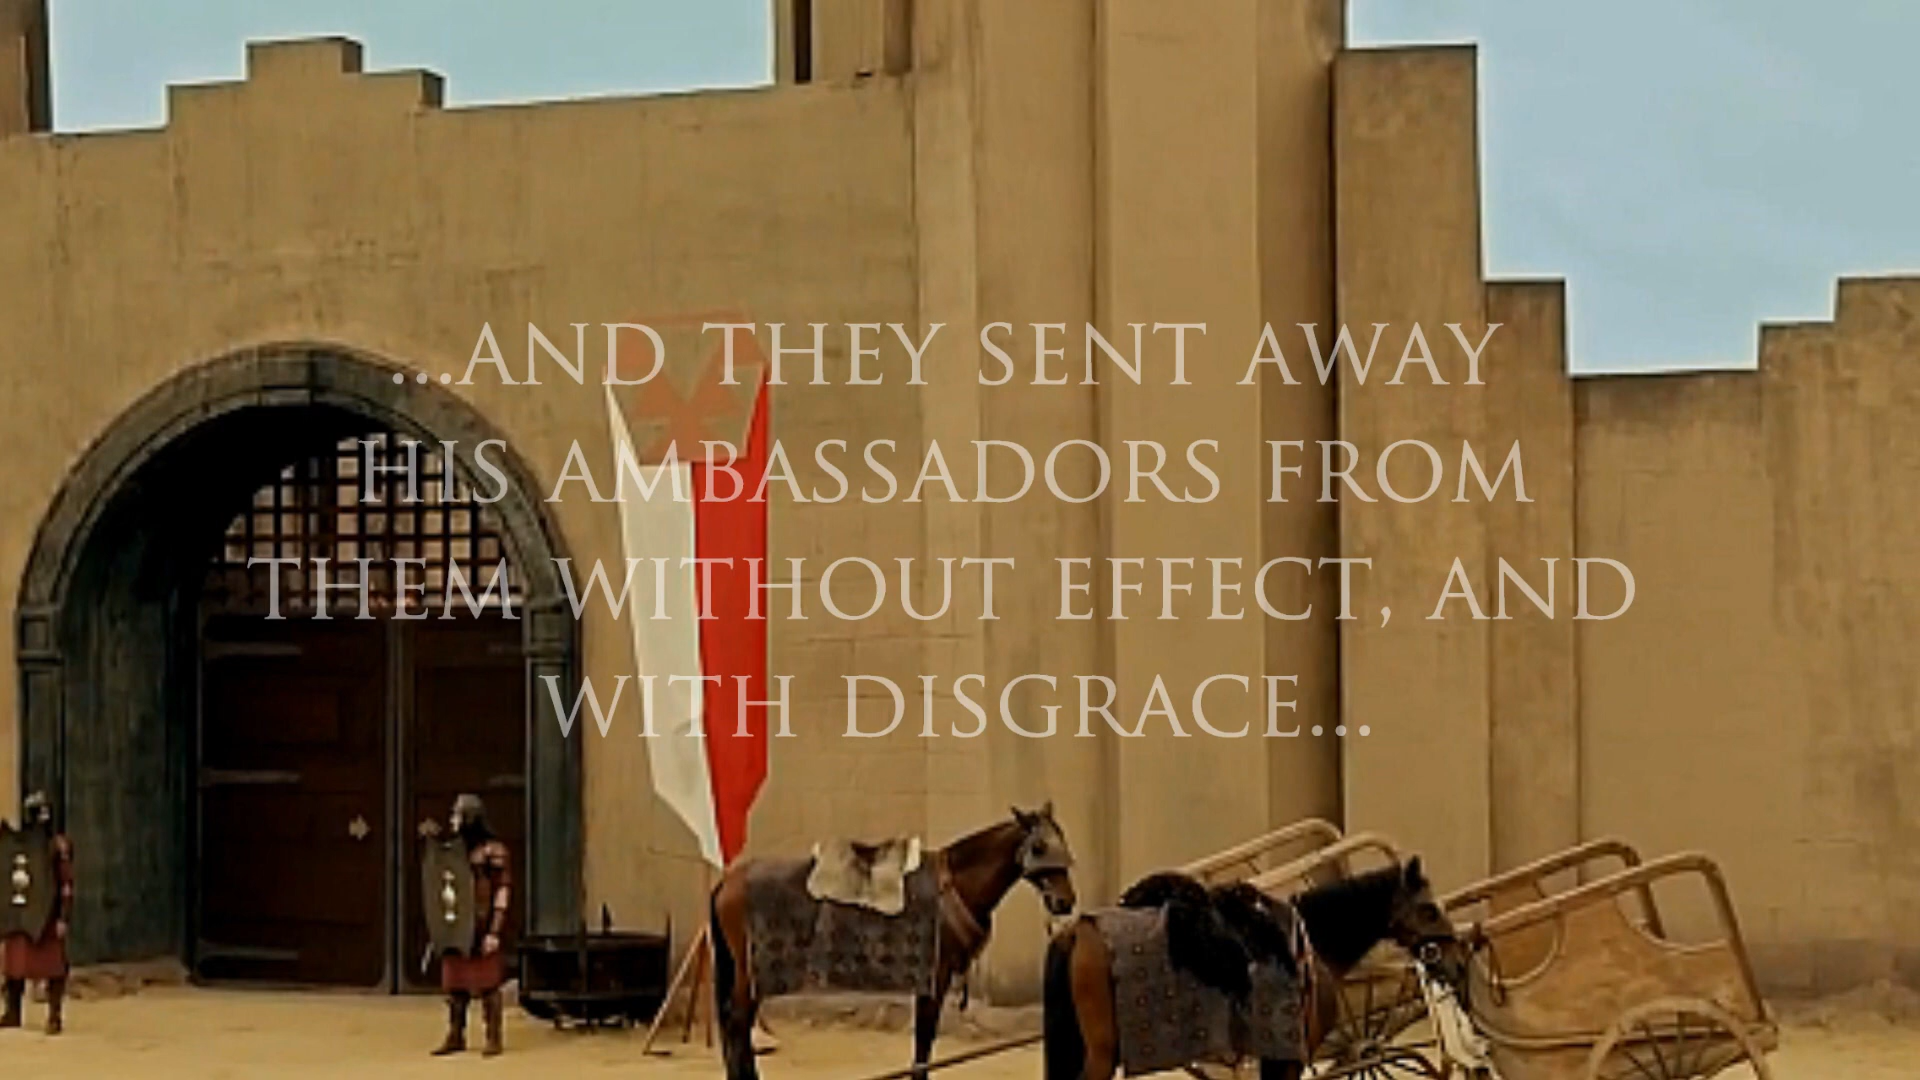 ...AND THEY SENT AWAY
HIS AMBASSADORS FROM
THEM WITHOUT EFFECT, AND
WITH DISGRACE...